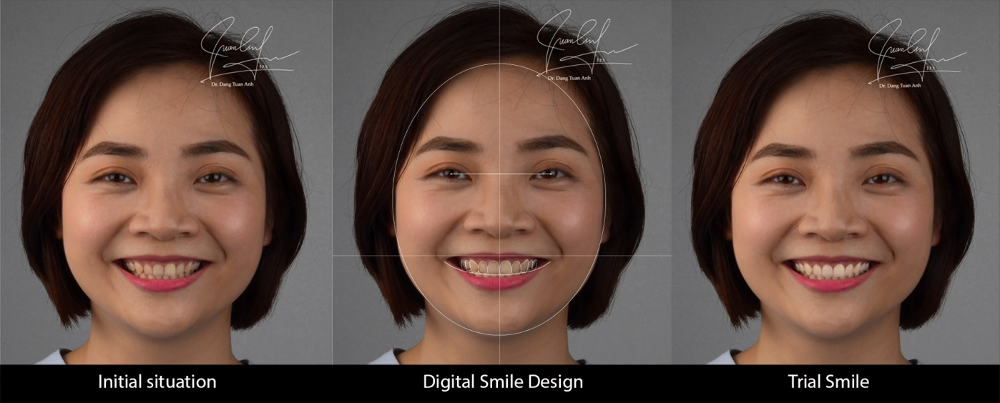 Dr. Dang Tuan Anh
Dr. Dang Tuan Anh
Dr. Dang Tuan Anh
Initial situation
Digital Smile Design
Trial Smile